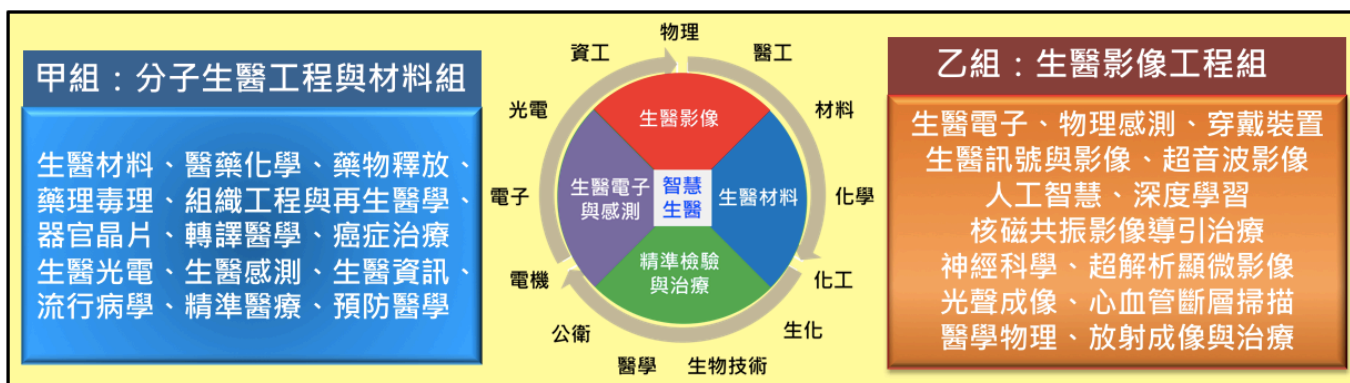 甲組：分子生醫工程與材料組
生醫材料、醫藥化學、藥物釋放、
藥理毒理、組織工程與再生醫學、
器官晶片、轉譯醫學、癌症治療
生醫光電、生醫感測、生醫資訊、
流行病學、精準醫療、預防醫學
物理
醫工
材料
化學
化工
生化
生物技術
醫學
公衛
電機
電子
光電
資工
生醫影像
生醫材料
精準檢驗
與治療
生醫電子
與感測
智慧
生醫
乙組：生醫影像工程組
生醫電子、物理感測、穿戴裝置
生醫訊號與影像、超音波影像
人工智慧、深度學習
核磁共振影像導引治療
神經科學、超解析顯微影像
光聲成像、心血管斷層掃描
醫學物理、放射成像與治療